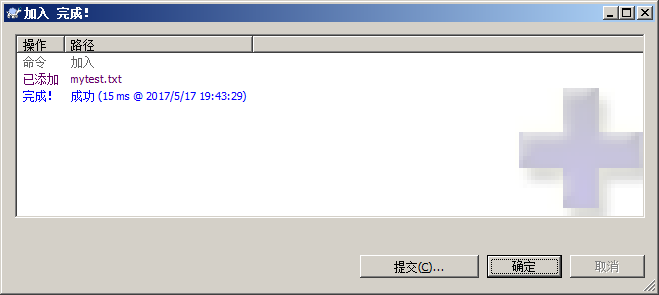 加入 完成!
操作 路径
命令 加入
已添加 mytest.txt
完成! 成功 (15 ms @ 2017/5/17 19:43:29)
提交(C)... 确定 取消